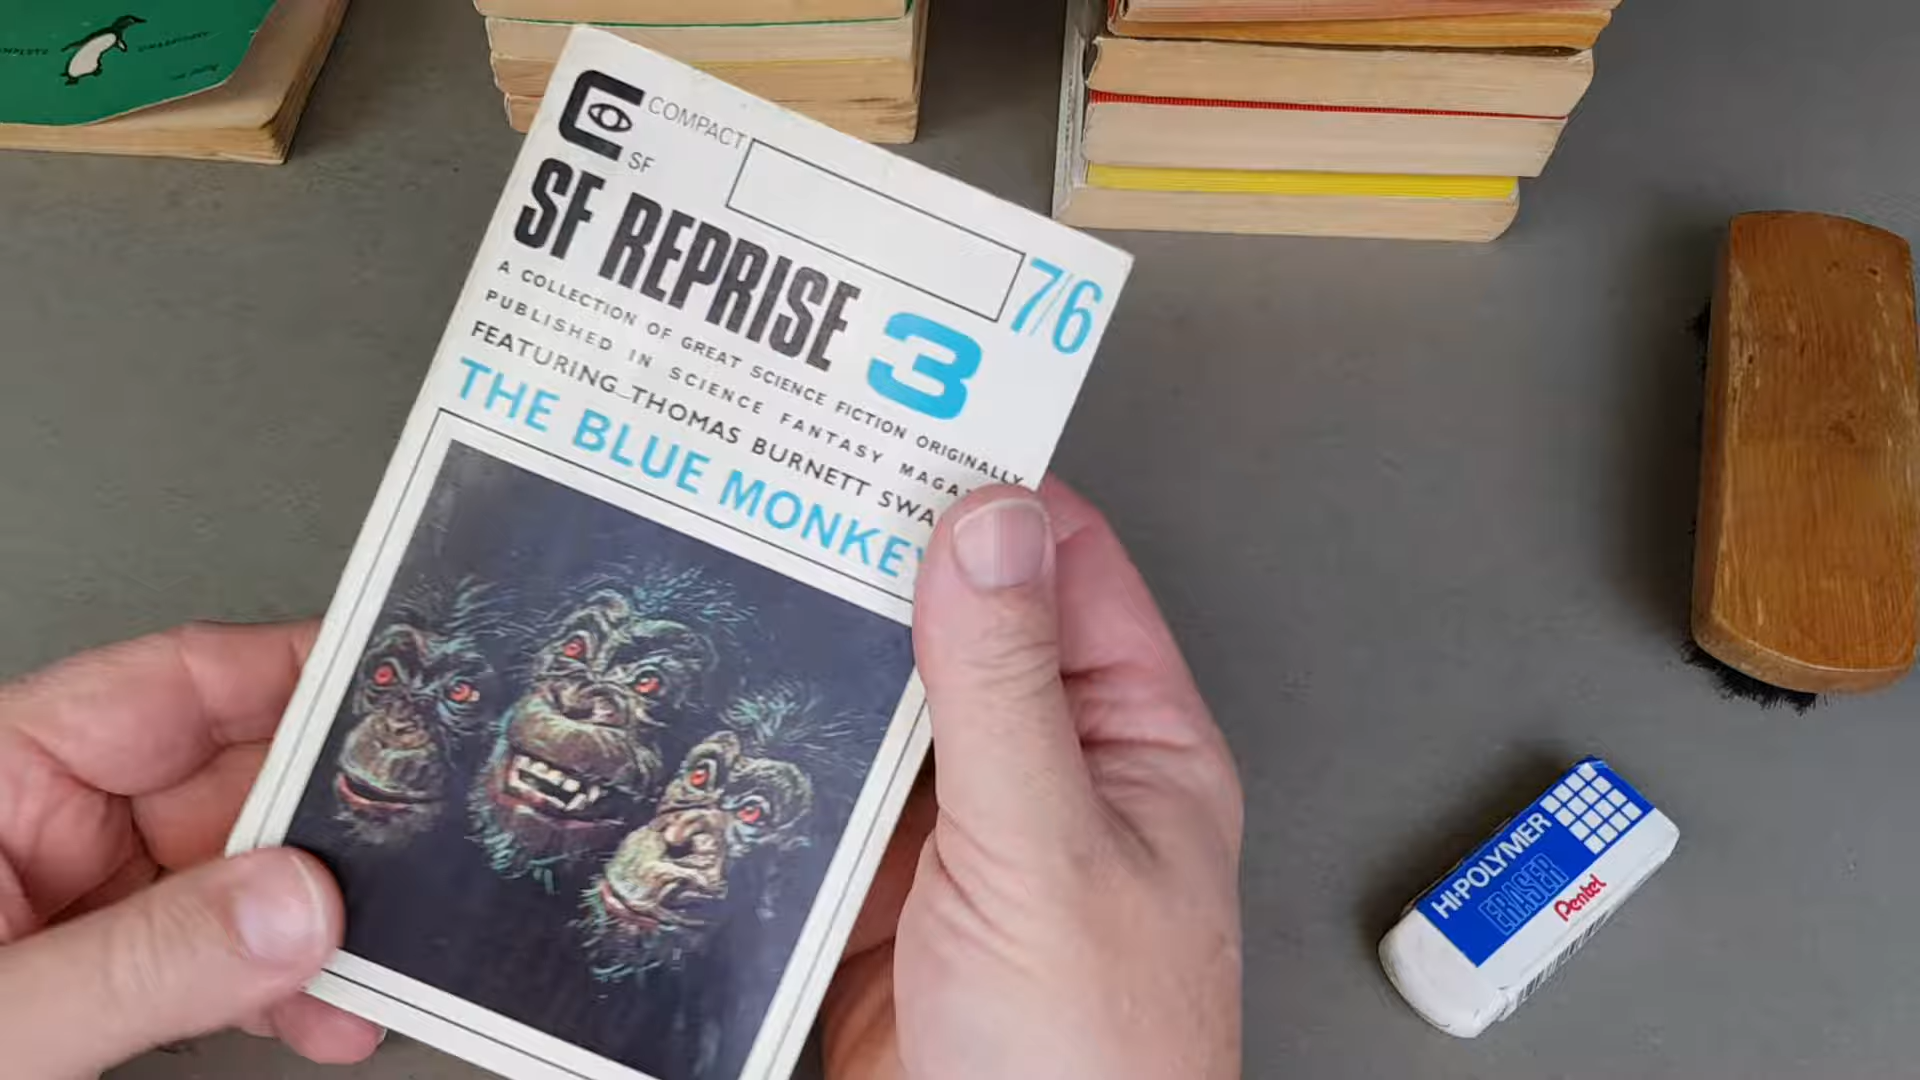 COMPACT
SF
SF REPRISE 3
7/6
A COLLECTION OF GREAT SCIENCE FICTION ORIGINALLY
PUBLISHED IN SCIENCE FANTASY
FEATURING THOMAS BURNETT
THE BLUE MONKEY
HI-POLYMER
ERASER
Pentel